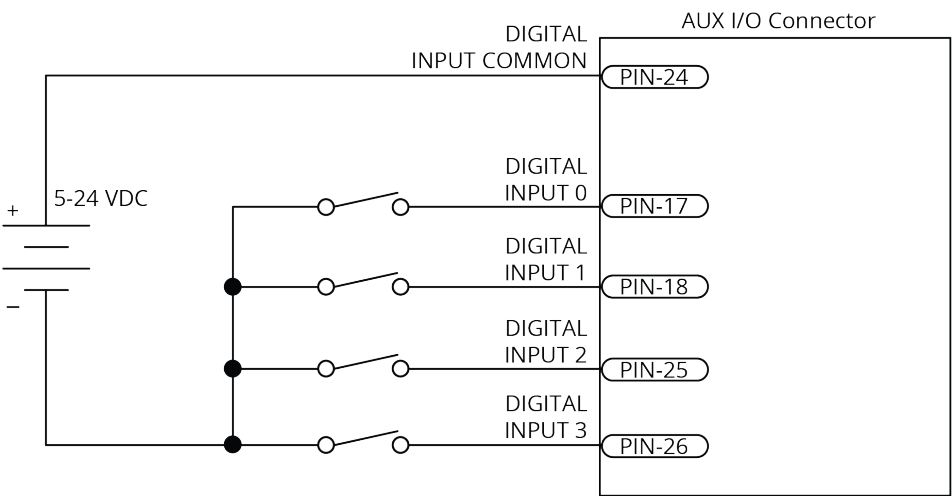 AUX I/O Connector
DIGITAL
INPUT COMMON
PIN-24
DIGITAL
INPUT 0
PIN-17
5-24 VDC
+
DIGITAL
INPUT 1
PIN-18
–
DIGITAL
INPUT 2
PIN-25
DIGITAL
INPUT 3
PIN-26